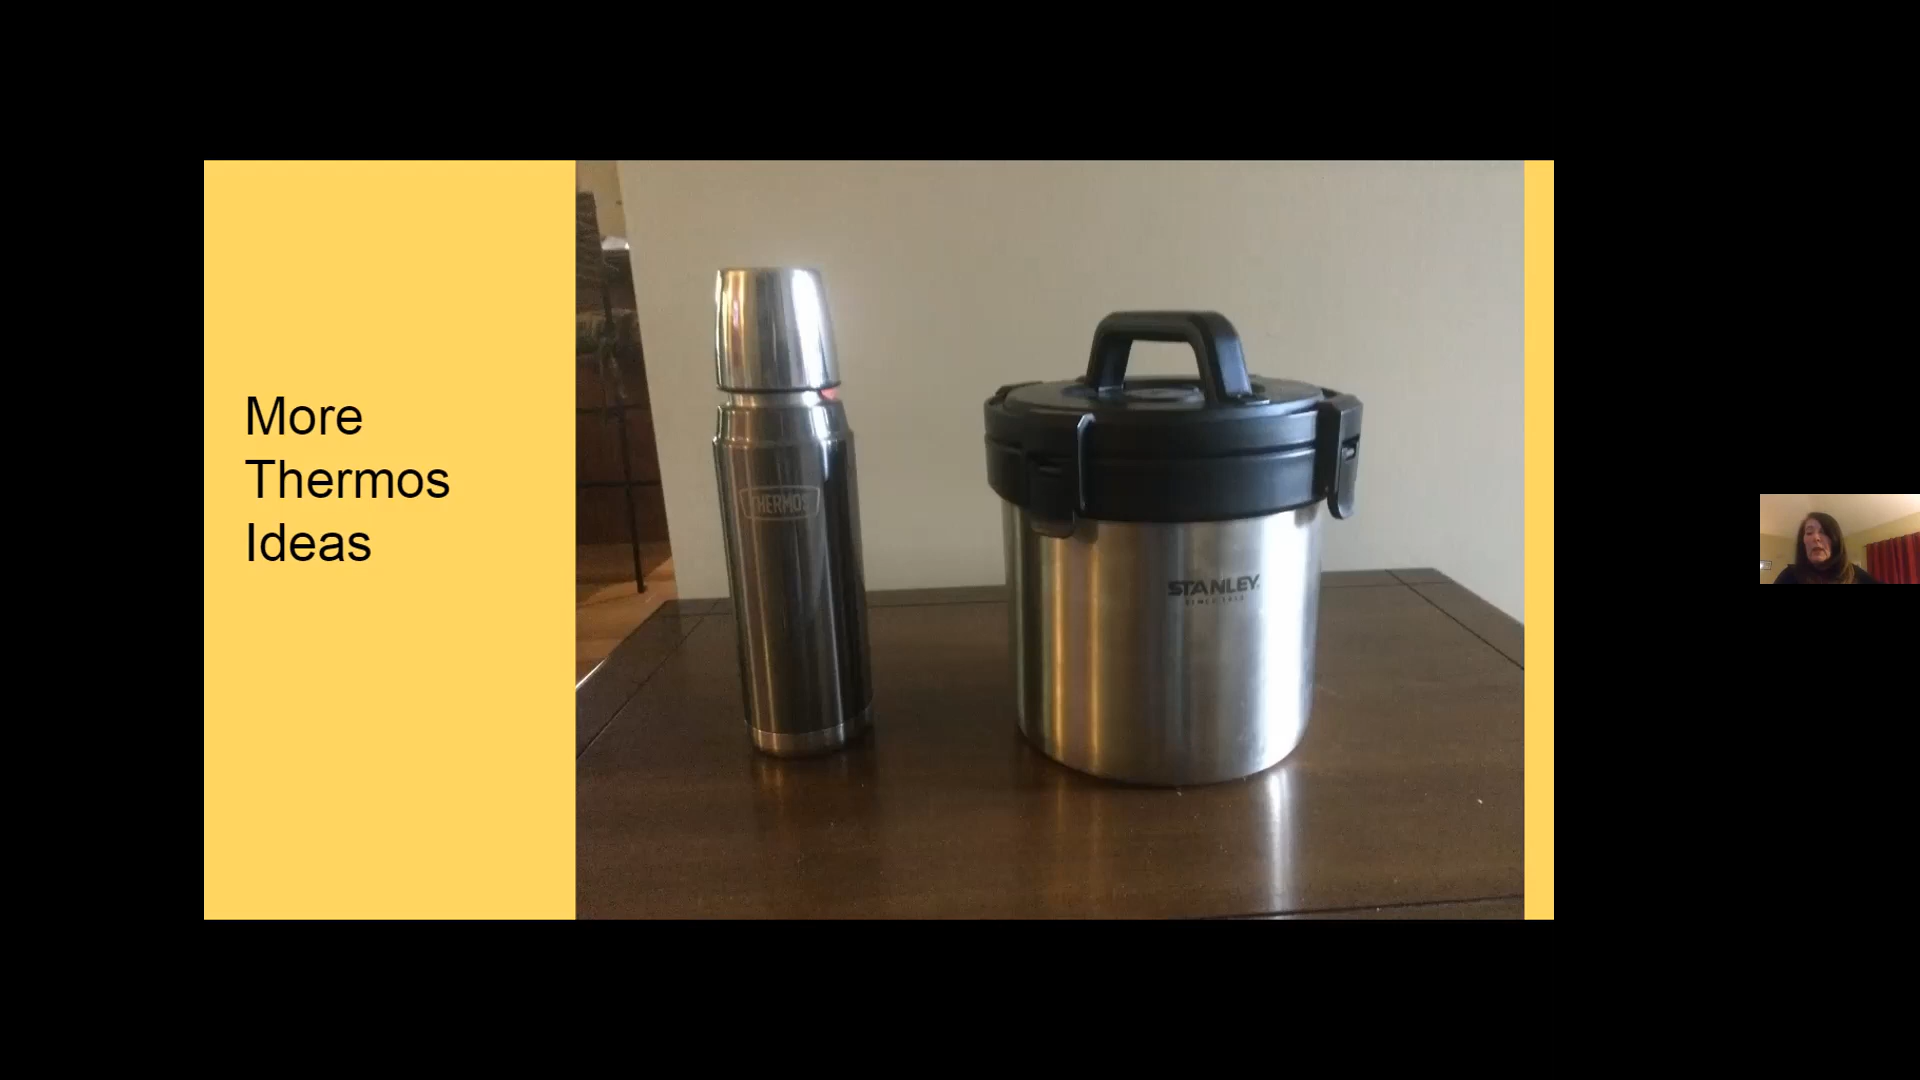 More
Thermos
Ideas
THERMOS
STANLEY